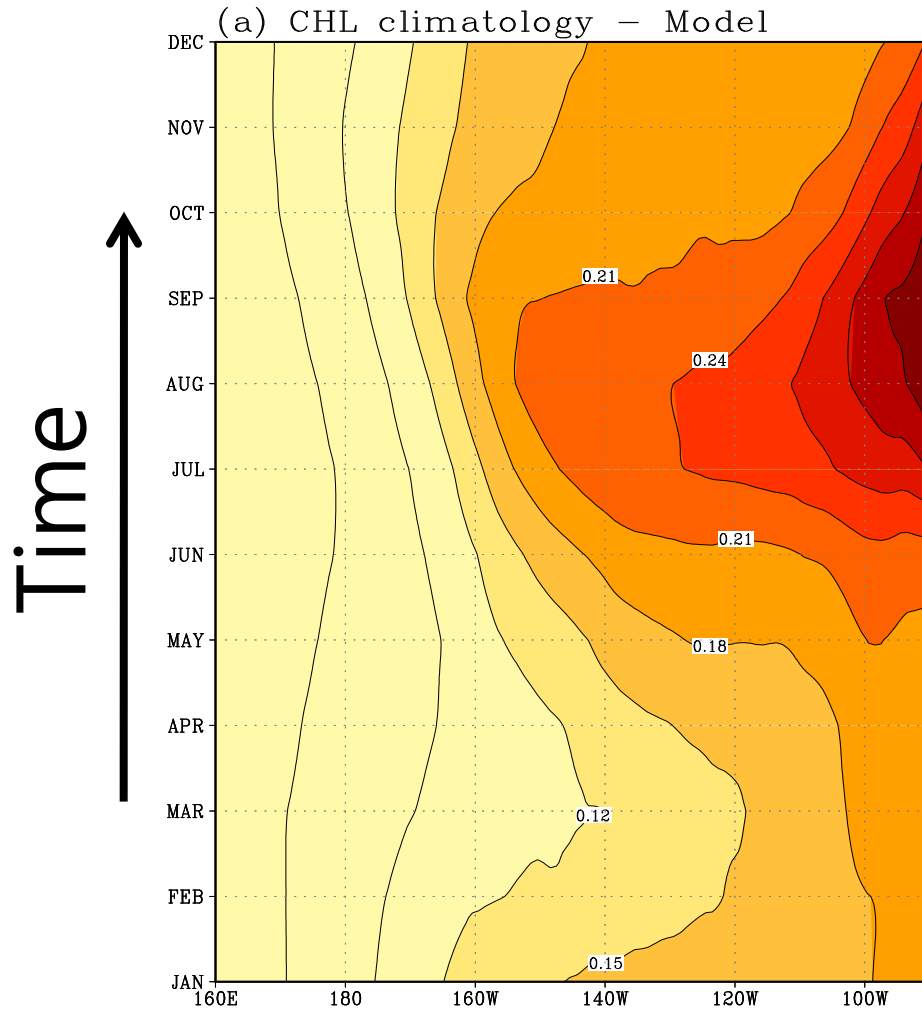 (a) CHL climatology – Model
DEC
NOV
OCT
0.21
SEP
0.24
AUG
Time
JUL
0.21
JUN
0.18
MAY
APR
MAR
0.12
FEB
0.15
JAN
160E 180 160W 140W 120W 100W